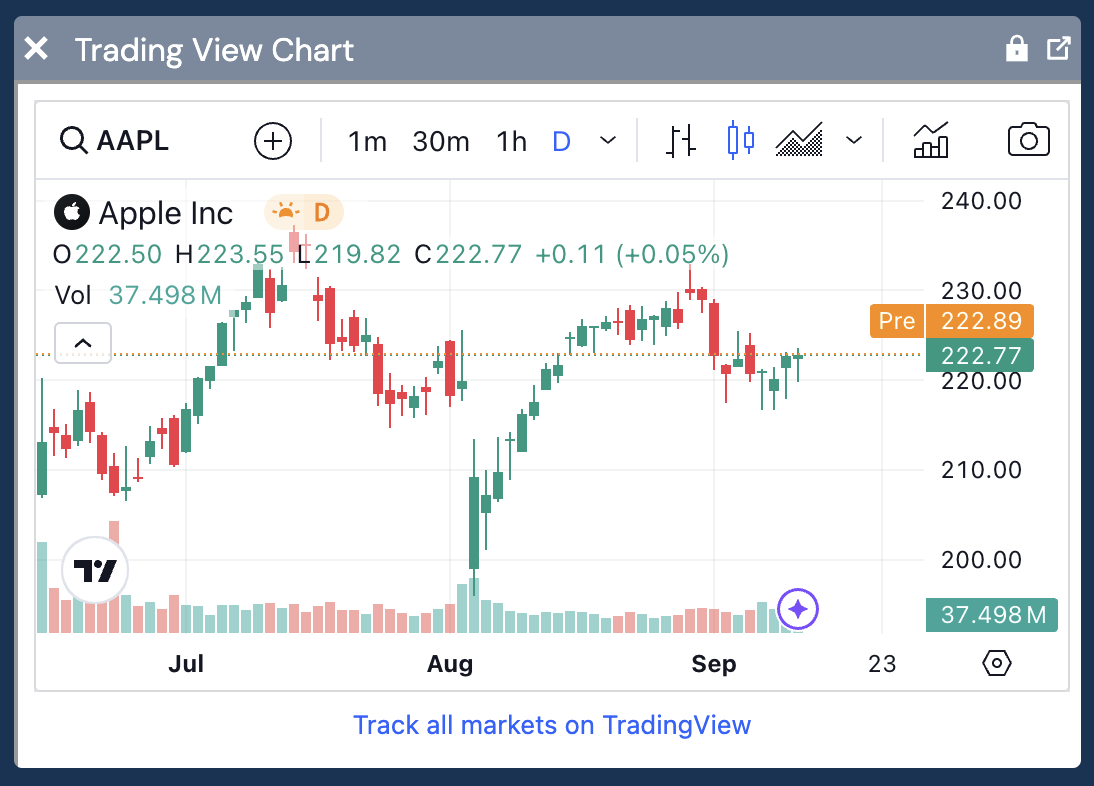 Trading View Chart
AAPL 1m 30m 1h D
Apple Inc D
O222.50 H223.55 L219.82 C222.77 +0.11 (+0.05%)
Vol 37.498M
240.00
230.00
Pre 222.89
222.77
220.00
210.00
200.00
37.498M
Jul Aug Sep 23
Track all markets on TradingView